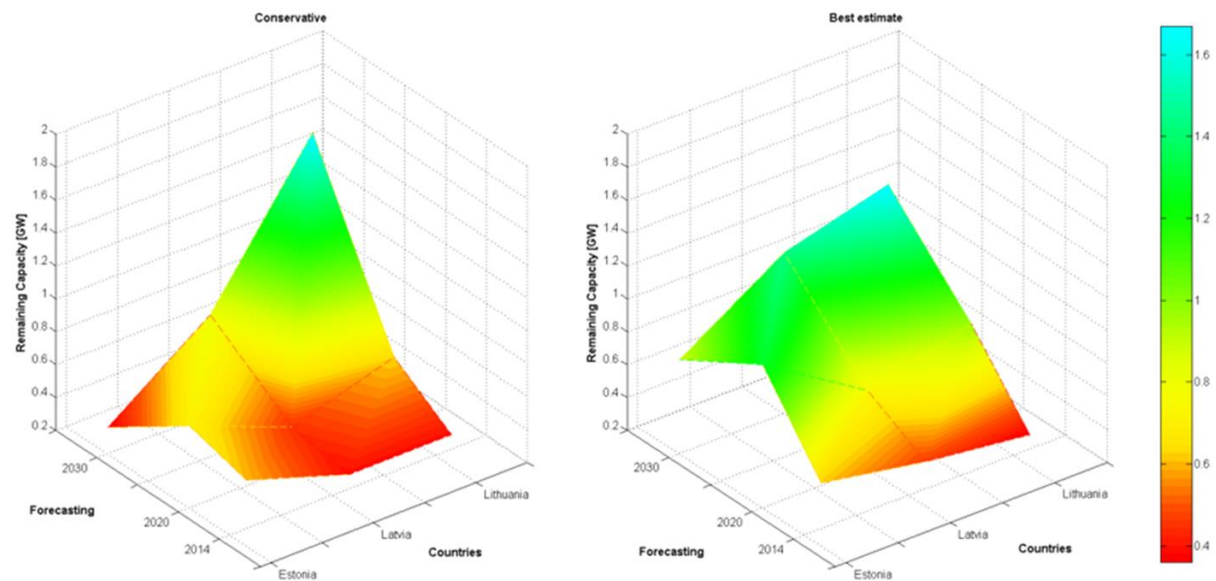 Conservative
2
1.8
1.6
1.4
1.2
1
0.8
0.6
0.4
0.2
Remaining Capacity [GW]
2030
2020
2014
Forecasting
Estonia
Latvia
Lithuania
Countries
Best estimate
2
1.8
1.6
1.4
1.2
1
0.8
0.6
0.4
0.2
Remaining Capacity [GW]
2030
2020
2014
Forecasting
Estonia
Latvia
Lithuania
Countries
1.6
1.4
1.2
1
0.8
0.6
0.4